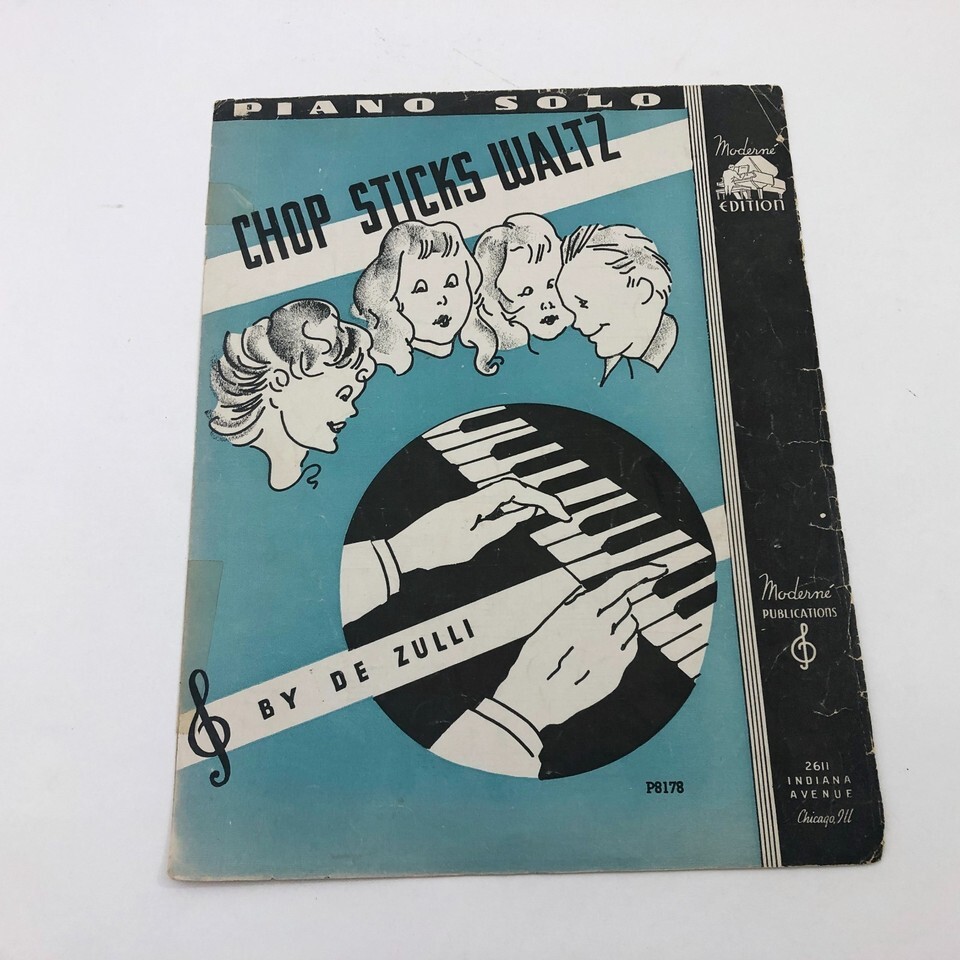 PIANO SOLO
CHOP STICKS WALTZ
Moderné
EDITION
BY DE ZULLI
Moderné
PUBLICATIONS
P8178
2611
INDIANA
AVENUE
Chicago, Ill